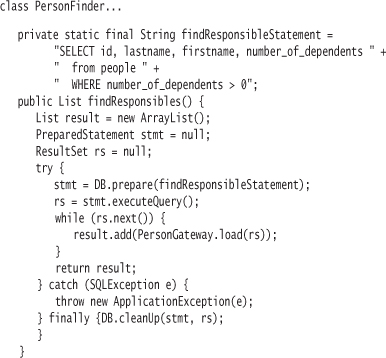 class PersonFinder...
private static final String findResponsibleStatement =
"SELECT id, lastname, firstname, number_of_dependents " +
"  from people " +
"  WHERE number_of_dependents > 0";
public List findResponsibles() {
List result = new ArrayList();
PreparedStatement stmt = null;
ResultSet rs = null;
try {
stmt = DB.prepare(findResponsibleStatement);
rs = stmt.executeQuery();
while (rs.next()) {
result.add(PersonGateway.load(rs));
}
return result;
} catch (SQLException e) {
throw new ApplicationException(e);
} finally {DB.cleanUp(stmt, rs);
}
}